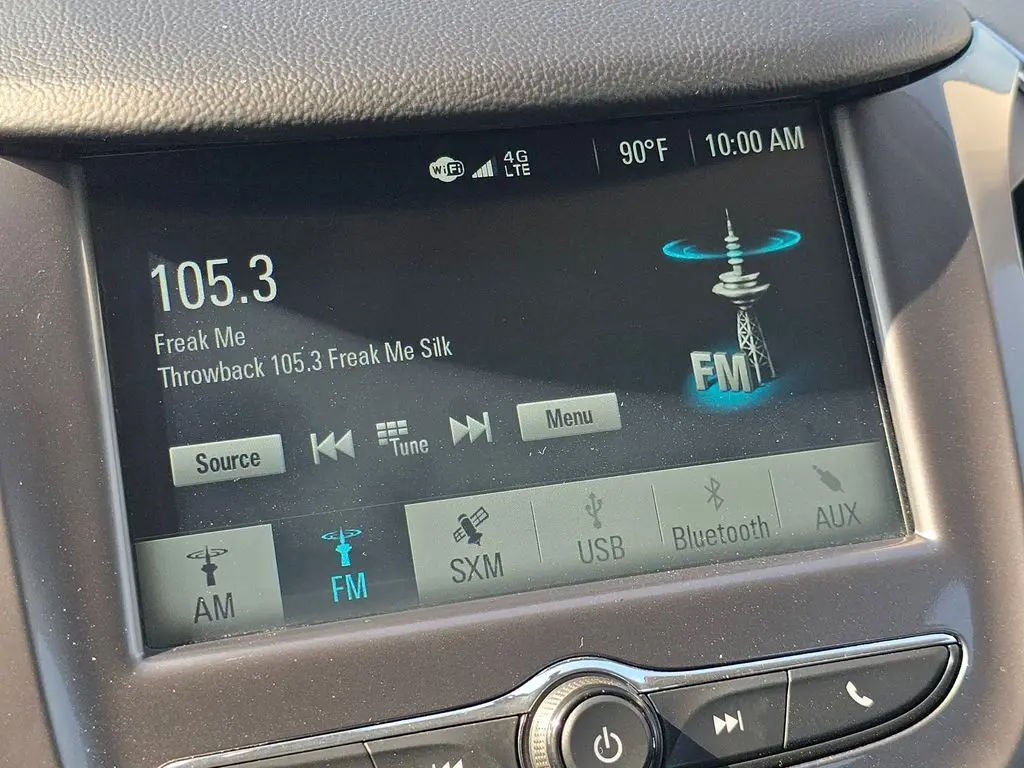 WiFi 4G LTE 90°F 10:00 AM
105.3
Freak Me
Throwback 105.3 Freak Me Silk
FM
Source Tune Menu
AM FM SXM USB Bluetooth AUX